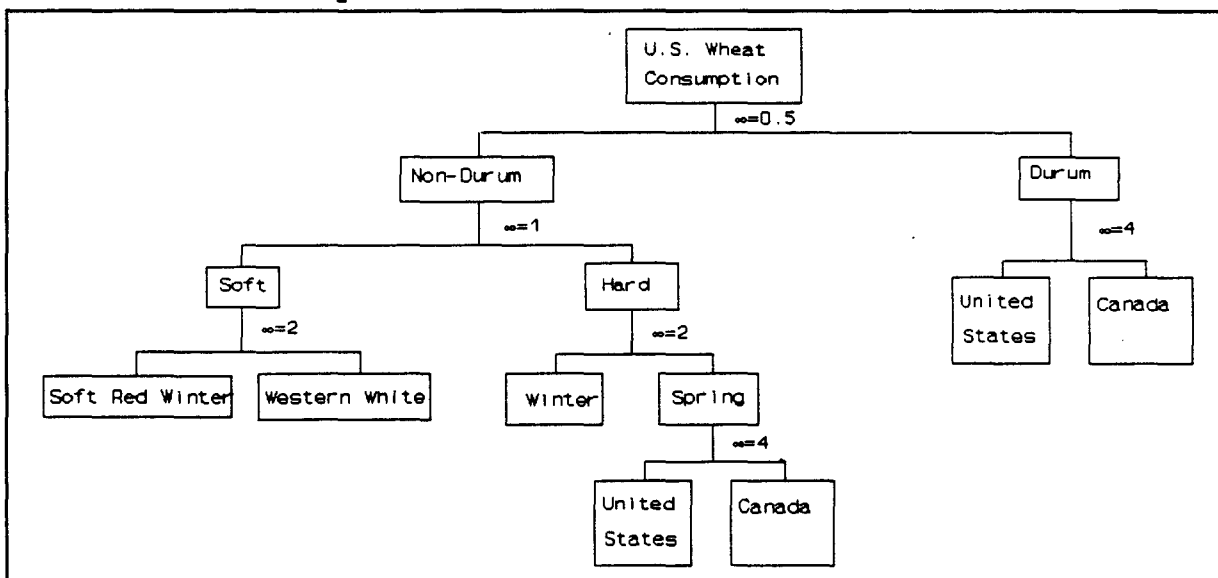 U.S. Wheat
Consumption
∞=0.5
Non-Durum
Durum
∞=1
∞=4
Soft
Hard
United
States
Canada
∞=2
∞=2
Soft Red Winter
Western White
Winter
Spring
∞=4
United
States
Canada